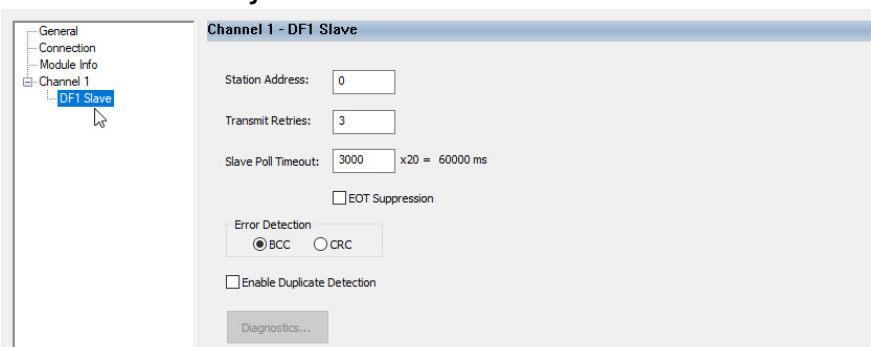 General
Connection
Module Info
Channel 1
DF1 Slave
Channel 1 - DF1 Slave
Station Address: 0
Transmit Retries: 3
Slave Poll Timeout: 3000 x20 = 60000 ms
EOT Suppression
Error Detection
BCC CRC
Enable Duplicate Detection
Diagnostics...